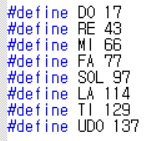 #define DO 17
#define RE 43
#define MI 66
#define FA 77
#define SOL 97
#define LA 114
#define TI 129
#define UDO 137